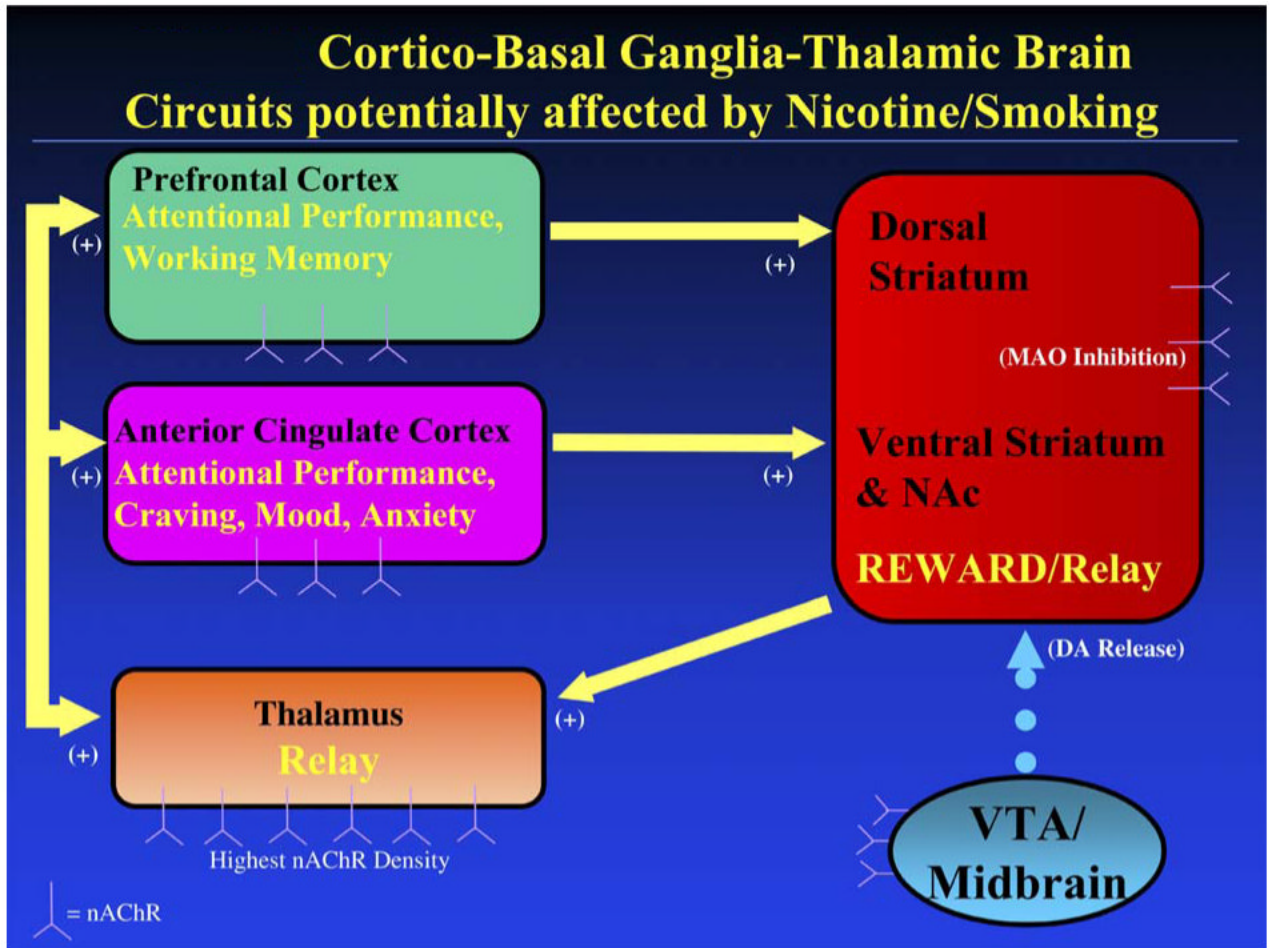 Cortico-Basal Ganglia-Thalamic Brain
Circuits potentially affected by Nicotine/Smoking
Prefrontal Cortex
Attentional Performance,
Working Memory
(+)
(+)
Dorsal
Striatum
(MAO Inhibition)
Anterior Cingulate Cortex
Attentional Performance,
Craving, Mood, Anxiety
(+)
(+)
Ventral Striatum
& NAc
REWARD/Relay
(DA Release)
Thalamus
Relay
(+)
(+)
Highest nAChR Density
VTA/
Midbrain
= nAChR